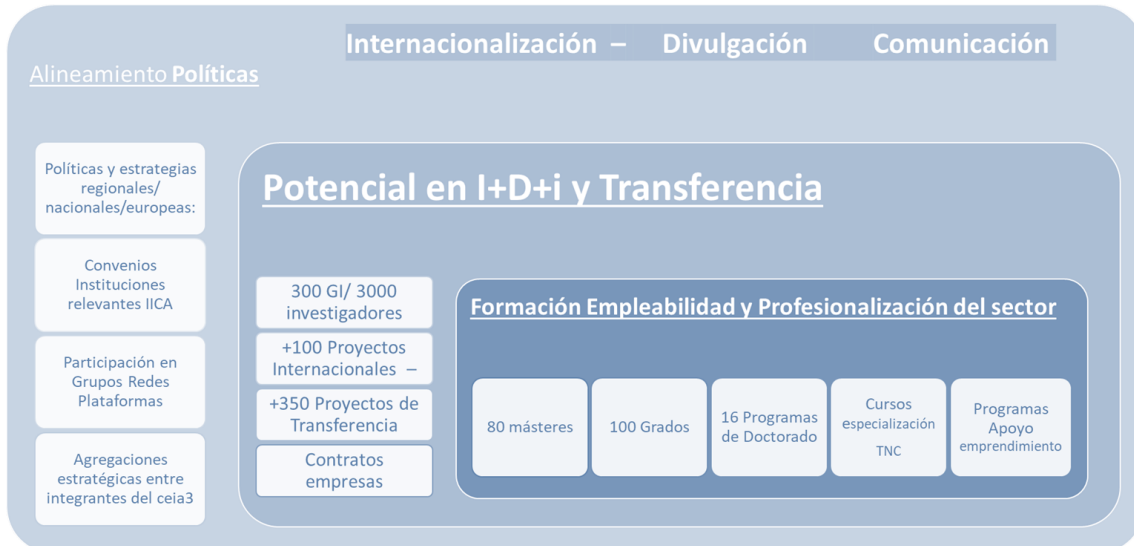 Internacionalización – Divulgación Comunicación
Alineamiento Políticas
Políticas y estrategias
regionales/
nacionales/europeas:
Convenios
Instituciones
relevantes IICA
Participación en
Grupos Redes
Plataformas
Agregaciones
estratégicas entre
integrantes del ceia3
Potencial en I+D+i y Transferencia
300 GI/ 3000
investigadores
+100 Proyectos
Internacionales –
+350 Proyectos de
Transferencia
Contratos
empresas
Formación Empleabilidad y Profesionalización del sector
80 másteres
100 Grados
16 Programas
de Doctorado
Cursos
especialización
TNC
Programas
Apoyo
emprendimiento